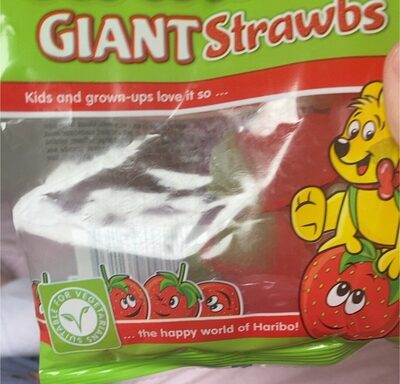 GIANT Strawbs
Kids and grown-ups love it so ...
SUITABLE FOR VEGETARIANS
... the happy world of Haribo!